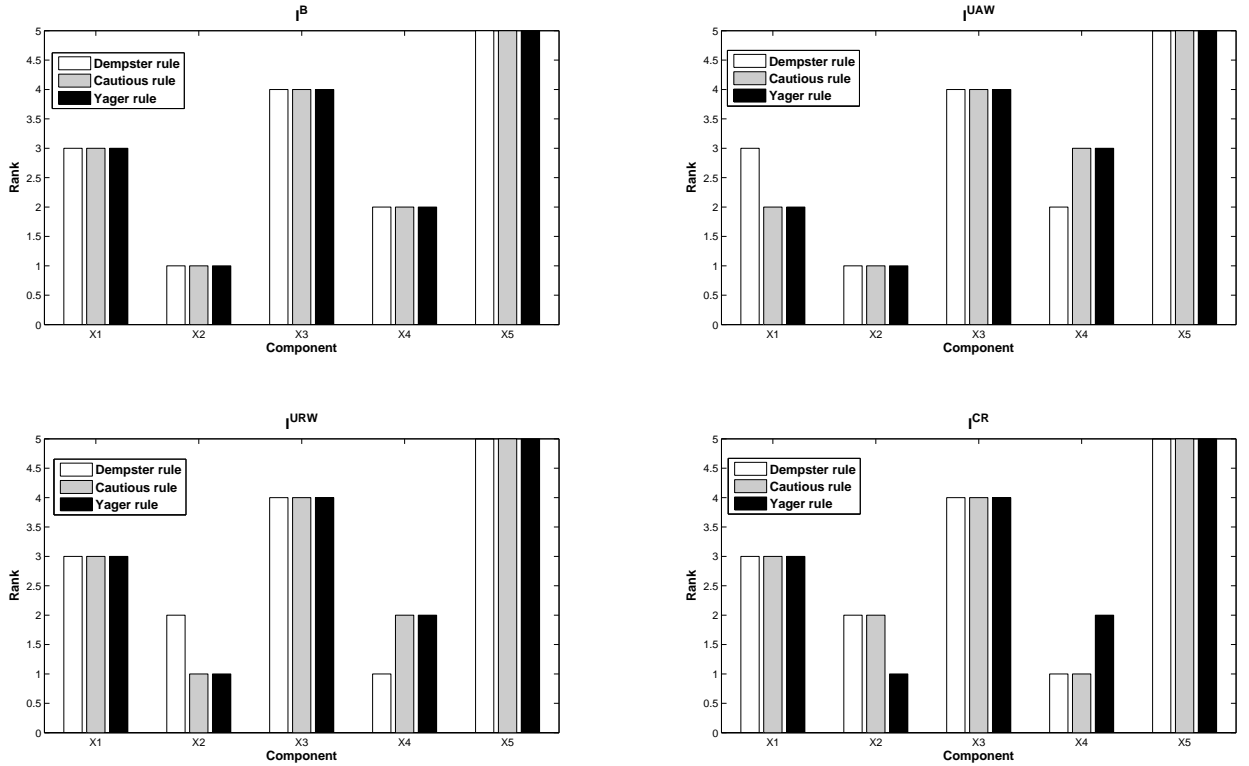 I^B
Rank
5
4.5
4
3.5
3
2.5
2
1.5
1
0.5
0
Dempster rule
Cautious rule
Yager rule
X1 X2 X3 X4 X5
Component
I^UAW
Rank
5
4.5
4
3.5
3
2.5
2
1.5
1
0.5
0
Dempster rule
Cautious rule
Yager rule
X1 X2 X3 X4 X5
Component
I^URW
Rank
5
4.5
4
3.5
3
2.5
2
1.5
1
0.5
0
Dempster rule
Cautious rule
Yager rule
X1 X2 X3 X4 X5
Component
I^CR
Rank
5
4.5
4
3.5
3
2.5
2
1.5
1
0.5
0
Dempster rule
Cautious rule
Yager rule
X1 X2 X3 X4 X5
Component